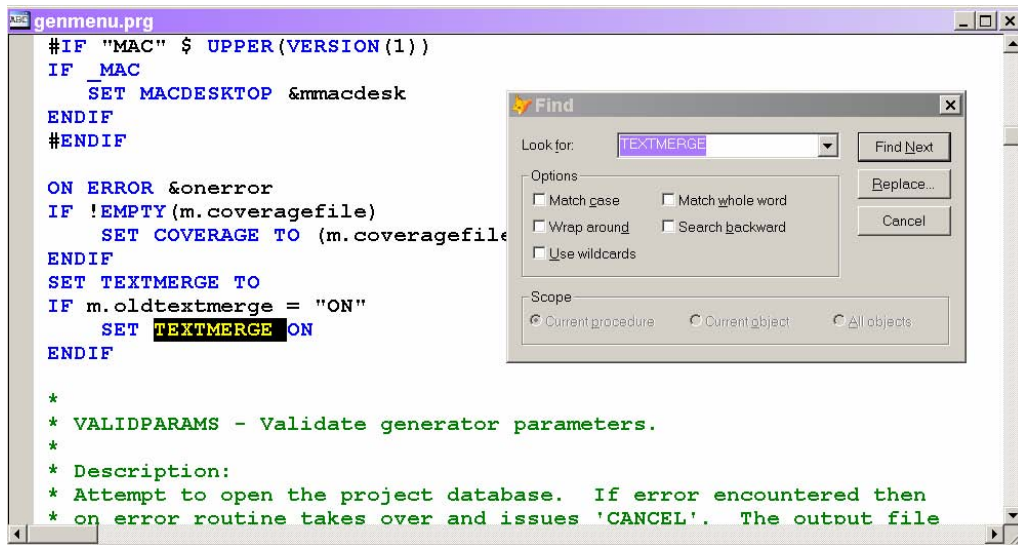 genmenu.prg
#IF "MAC" $ UPPER(VERSION(1))
IF _MAC
SET MACDESKTOP &mmacdesk
ENDIF
#ENDIF
ON ERROR &onerror
IF !EMPTY(m.coveragefile)
SET COVERAGE TO (m.coveragefile
ENDIF
SET TEXTMERGE TO
IF m.oldtextmerge = "ON"
SET TEXTMERGE ON
ENDIF
*
* VALIDPARAMS - Validate generator parameters.
*
* Description:
* Attempt to open the project database.  If error encountered then
* on error routine takes over and issues 'CANCEL'.  The output file
Find
Look for: TEXTMERGE Find Next
Options Replace...
Match case Match whole word
Wrap around Search backward Cancel
Use wildcards
Scope
Current procedure Current object All objects